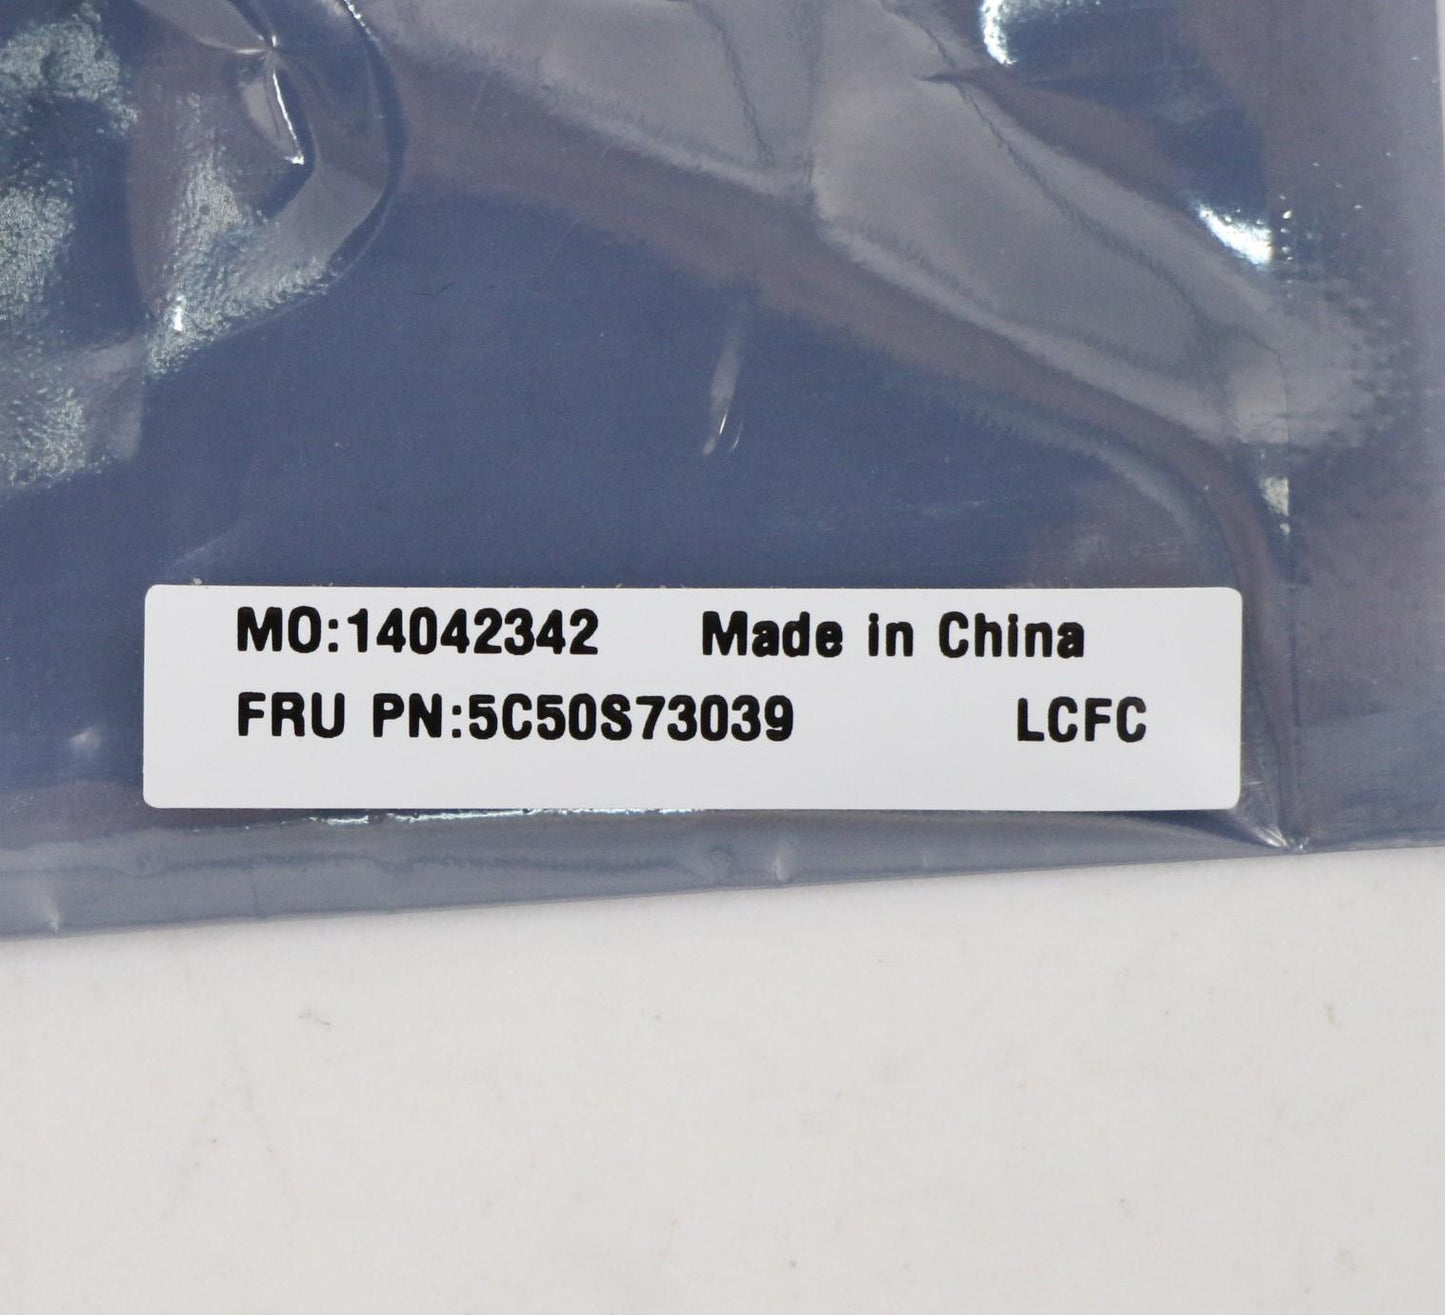 MO:14042342 Made in China
FRU PN:5C50S73039 LCFC